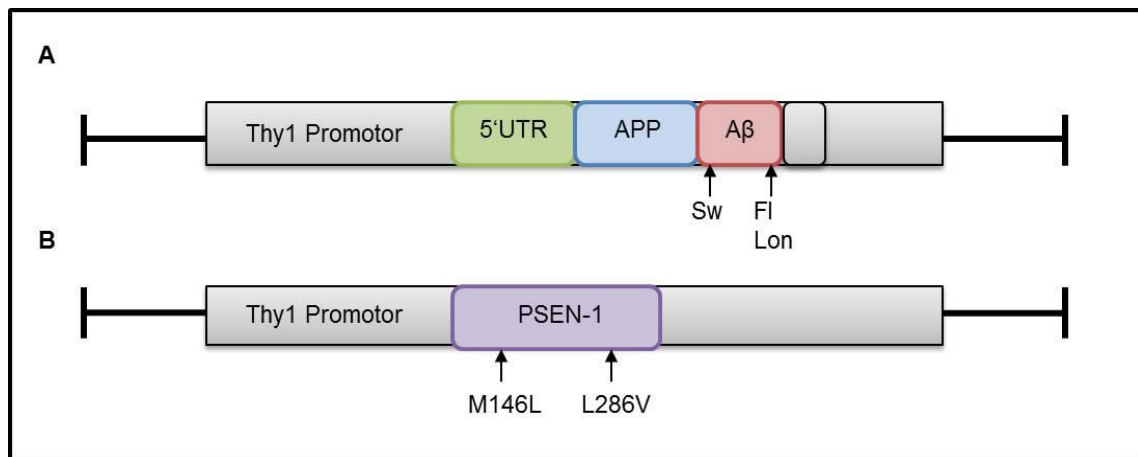 A
Thy1 Promotor 5‘UTR APP Aβ
Sw Fl
Lon
B
Thy1 Promotor PSEN-1
M146L L286V